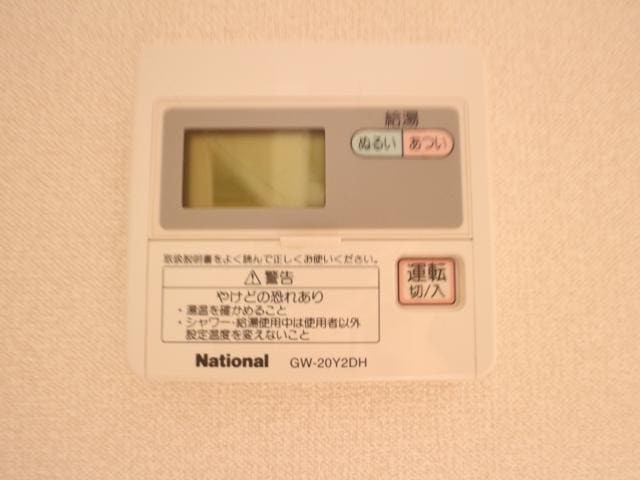 給湯
ぬるい あつい
取扱説明書をよく読んで正しくお使いください。
⚠警告
やけどの恐れあり
・湯温を確かめること
・シャワー・給湯使用中は使用者以外
設定温度を変えないこと
運転
切/入
National GW-20Y2DH